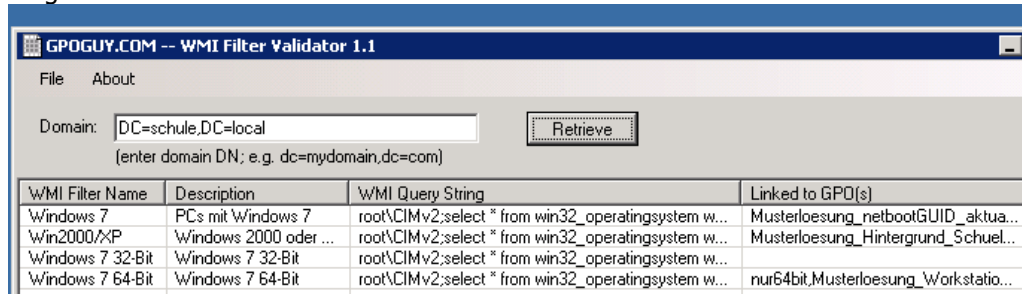 GPOGUY.COM -- WMI Filter Validator 1.1
File About
Domain: DC=schule,DC=local Retrieve
(enter domain DN; e.g. dc=mydomain,dc=com)
WMI Filter Name Description WMI Query String Linked to GPO(s)
Windows 7 PCs mit Windows 7 root\CIMv2;select * from win32_operatingsystem w... Musterloesung_netbootGUID_aktua...
Win2000/XP Windows 2000 oder ... root\CIMv2;select * from win32_operatingsystem w... Musterloesung_Hintergrund_Schuel...
Windows 7 32-Bit Windows 7 32-Bit root\CIMv2;select * from win32_operatingsystem w...
Windows 7 64-Bit Windows 7 64-Bit root\CIMv2;select * from win32_operatingsystem w... nur64bit,Musterloesung_Workstatio...